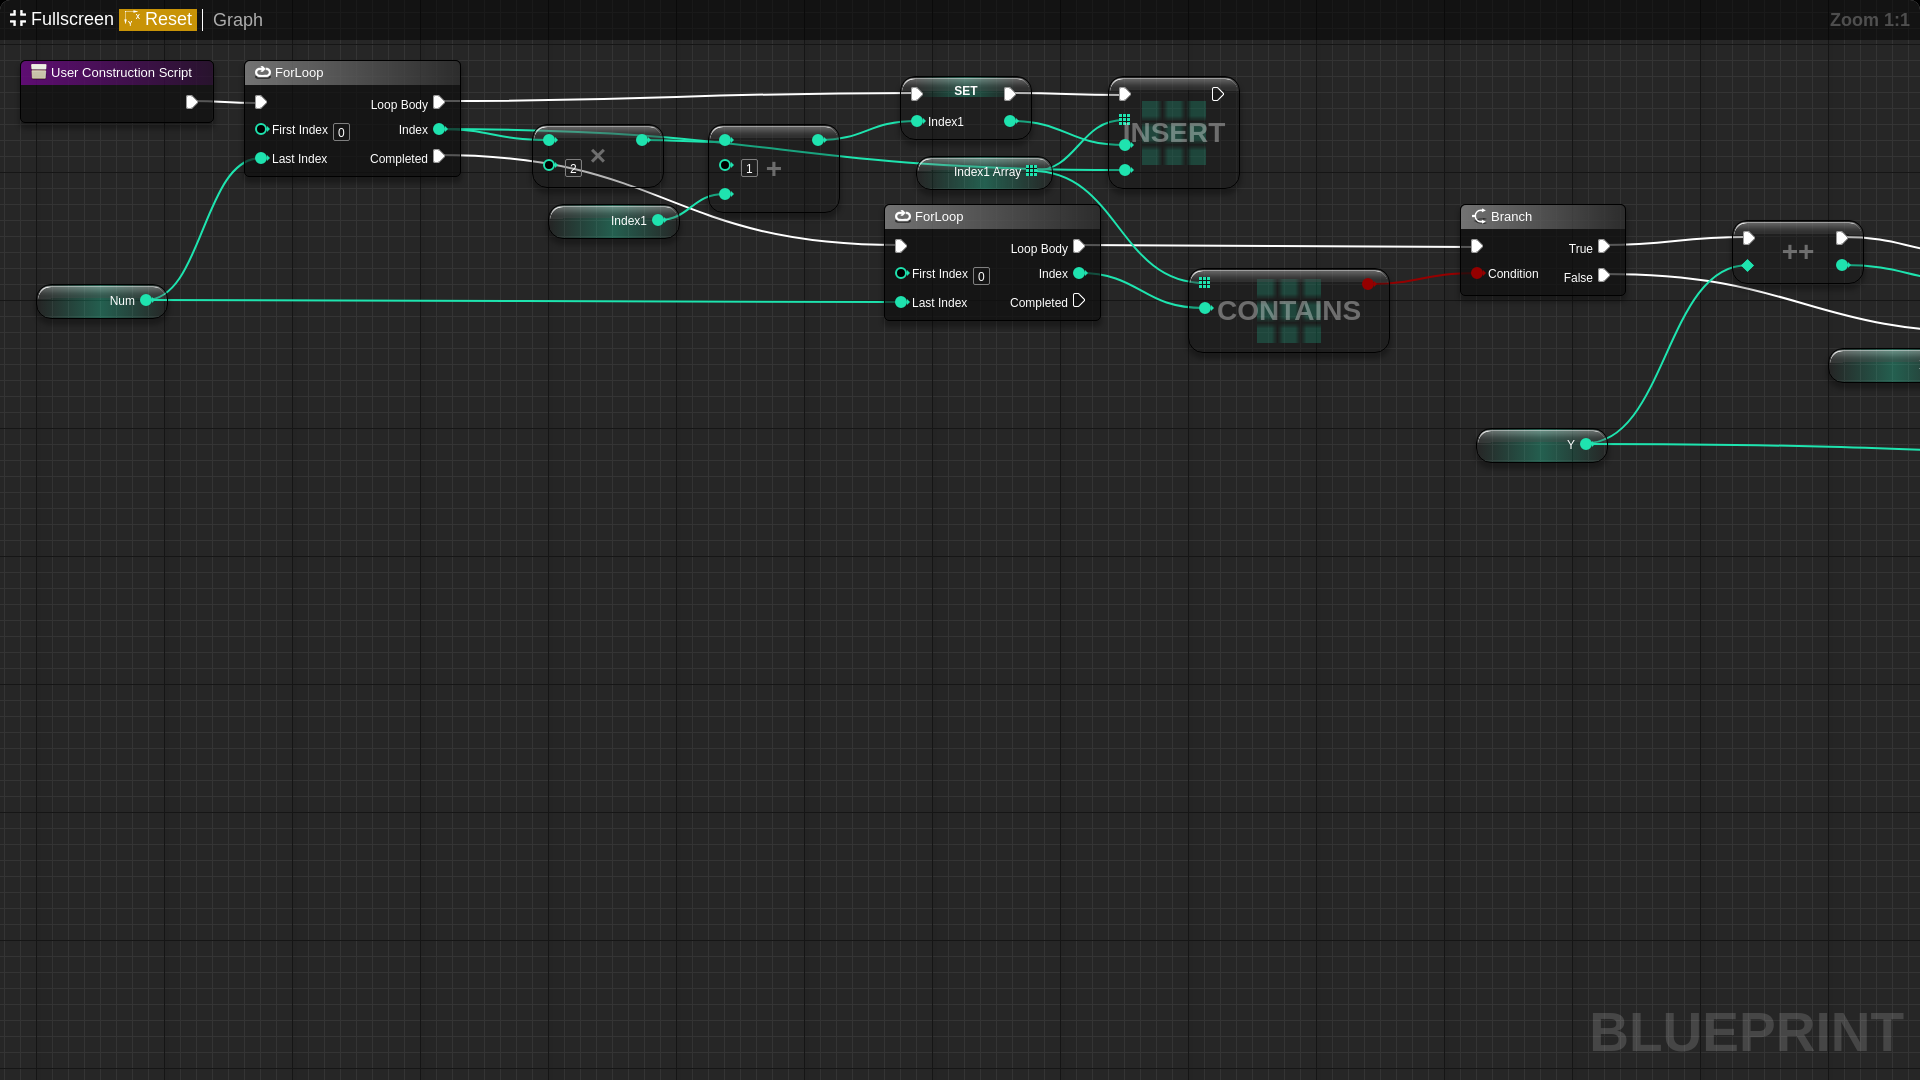 Fullscreen Reset Graph Zoom 1:1
User Construction Script
ForLoop
Loop Body
First Index 0 Index
Last Index Completed
2
1
SET
Index1
INSERT
Index1 Array
Index1
ForLoop
Loop Body
First Index 0 Index
Last Index Completed
CONTAINS
Branch
True
Condition False
++
Num
Y
BLUEPRINT